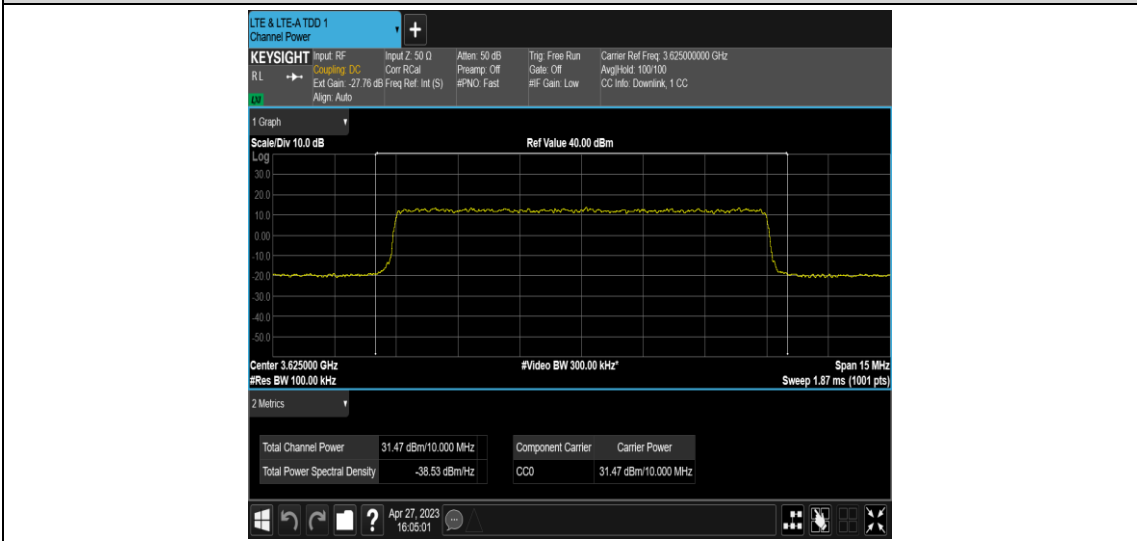 LTE & LTE-A TDD 1
Channel Power
+
KEYSIGHT Input: RF Input Z: 50 Ω Atten: 50 dB Trig: Free Run Carrier Ref Freq: 3.625000000 GHz
RL Coupling: DC Corr RCal Preamp: Off Gate: Off Avg|Hold: 100/100
Ext Gain: -27.76 dB Freq Ref: Int (S) #PNO: Fast #IF Gain: Low CC Info: Downlink, 1 CC
LXI Align: Auto
1 Graph
Scale/Div 10.0 dB Ref Value 40.00 dBm
Log
30.0
20.0
10.0
0.00
-10.0
-20.0
-30.0
-40.0
-50.0
Center 3.625000 GHz #Video BW 300.00 kHz* Span 15 MHz
#Res BW 100.00 kHz Sweep 1.87 ms (1001 pts)
2 Metrics
Total Channel Power 31.47 dBm/10.000 MHz Component Carrier Carrier Power
Total Power Spectral Density -38.53 dBm/Hz CC0 31.47 dBm/10.000 MHz
? Apr 27, 2023
16:05:01